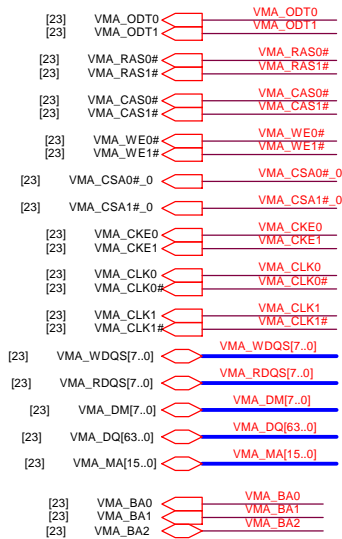 [23] VMA_ODT0 VMA_ODT0
[23] VMA_ODT1 VMA_ODT1
[23] VMA_RAS0# VMA_RAS0#
[23] VMA_RAS1# VMA_RAS1#
[23] VMA_CAS0# VMA_CAS0#
[23] VMA_CAS1# VMA_CAS1#
[23] VMA_WE0# VMA_WE0#
[23] VMA_WE1# VMA_WE1#
[23] VMA_CSA0#_0 VMA_CSA0#_0
[23] VMA_CSA1#_0 VMA_CSA1#_0
[23] VMA_CKE0 VMA_CKE0
[23] VMA_CKE1 VMA_CKE1
[23] VMA_CLK0 VMA_CLK0
[23] VMA_CLK0# VMA_CLK0#
[23] VMA_CLK1 VMA_CLK1
[23] VMA_CLK1# VMA_CLK1#
[23] VMA_WDQS[7..0] VMA_WDQS[7..0]
[23] VMA_RDQS[7..0] VMA_RDQS[7..0]
[23] VMA_DM[7..0] VMA_DM[7..0]
[23] VMA_DQ[63..0] VMA_DQ[63..0]
[23] VMA_MA[15..0] VMA_MA[15..0]
[23] VMA_BA0 VMA_BA0
[23] VMA_BA1 VMA_BA1
[23] VMA_BA2 VMA_BA2